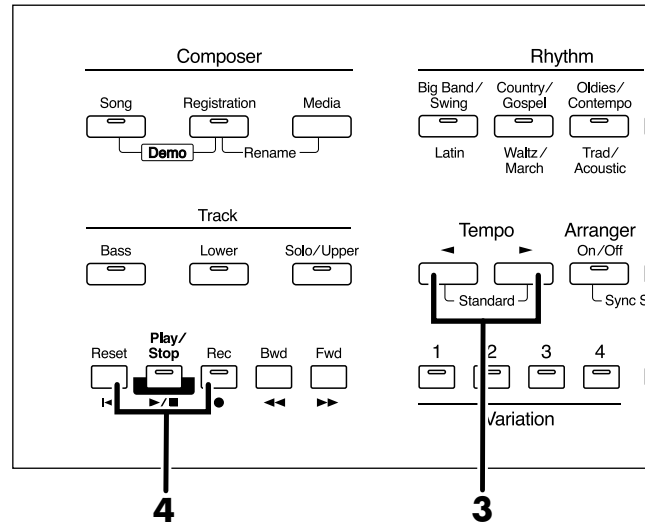 Composer
Rhythm
Song Registration Media
Big Band/ Swing
Country/ Gospel
Oldies/ Contempo
Demo
Rename
Latin
Waltz/ March
Trad/ Acoustic
Track
Bass Lower Solo/Upper
Tempo
◄ ►
Arranger
On/Off
Standard
Sync S
Reset
Play/ Stop
Rec Bwd Fwd
1 2 3 4
Variation
4
3